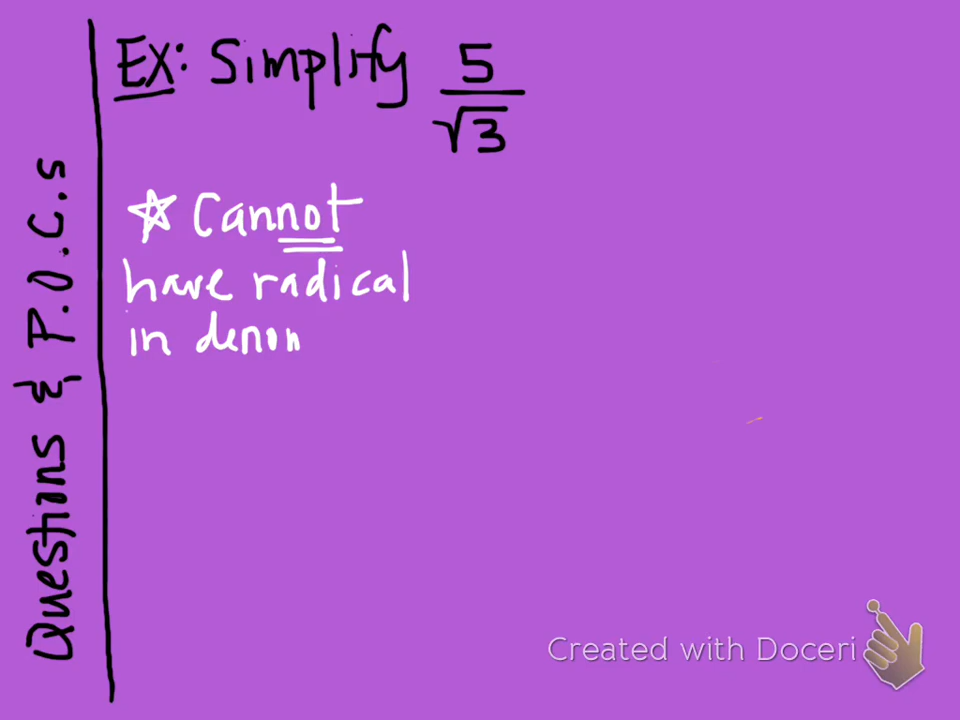 EX: Simplify 5/√3
☆ Cannot
have radical
in denom
Questions & P.O.C.s
Created with Doceri